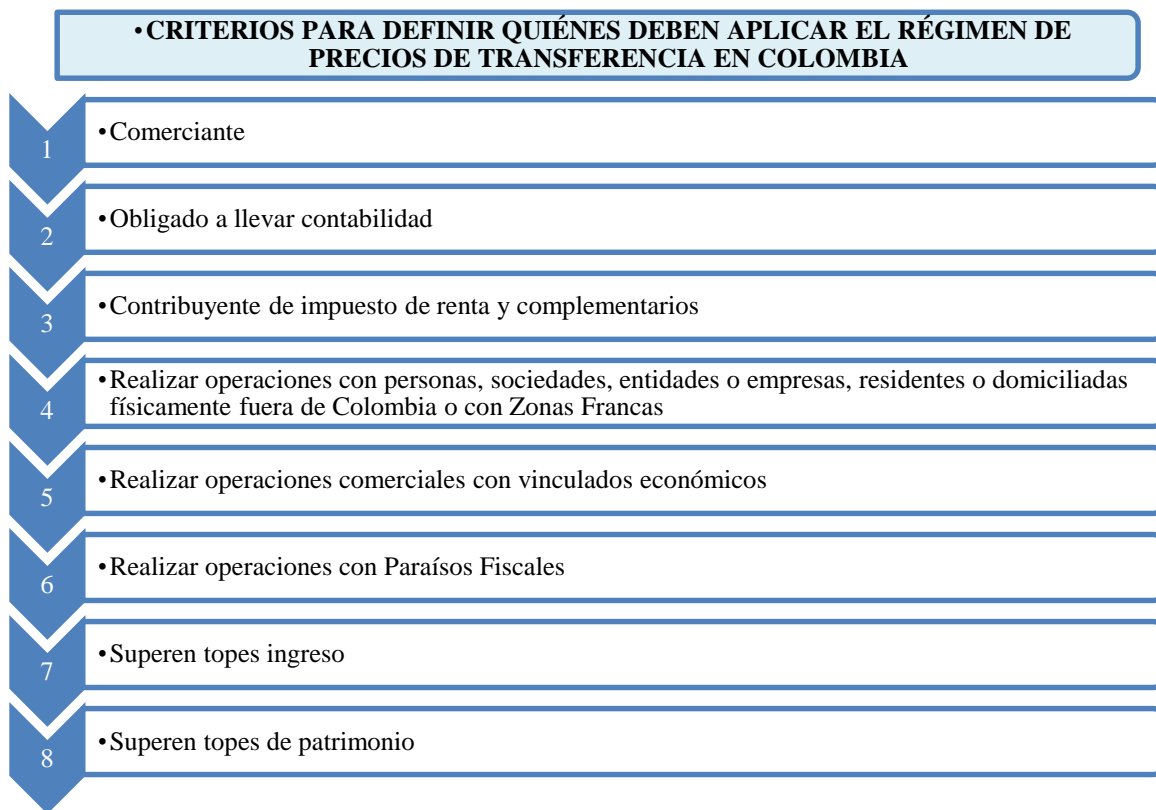 •CRITERIOS PARA DEFINIR QUIÉNES DEBEN APLICAR EL RÉGIMEN DE
PRECIOS DE TRANSFERENCIA EN COLOMBIA
1
•Comerciante
2
•Obligado a llevar contabilidad
3
•Contribuyente de impuesto de renta y complementarios
4
•Realizar operaciones con personas, sociedades, entidades o empresas, residentes o domiciliadas
físicamente fuera de Colombia o con Zonas Francas
5
•Realizar operaciones comerciales con vinculados económicos
6
•Realizar operaciones con Paraísos Fiscales
7
•Superen topes ingreso
8
•Superen topes de patrimonio